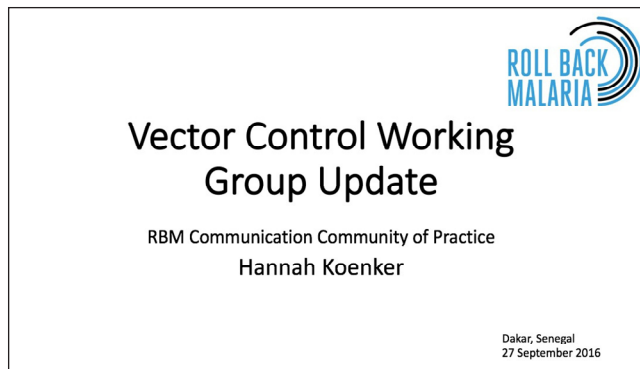 ROLL BACK
MALARIA
Vector Control Working
Group Update
RBM Communication Community of Practice
Hannah Koenker
Dakar, Senegal
27 September 2016